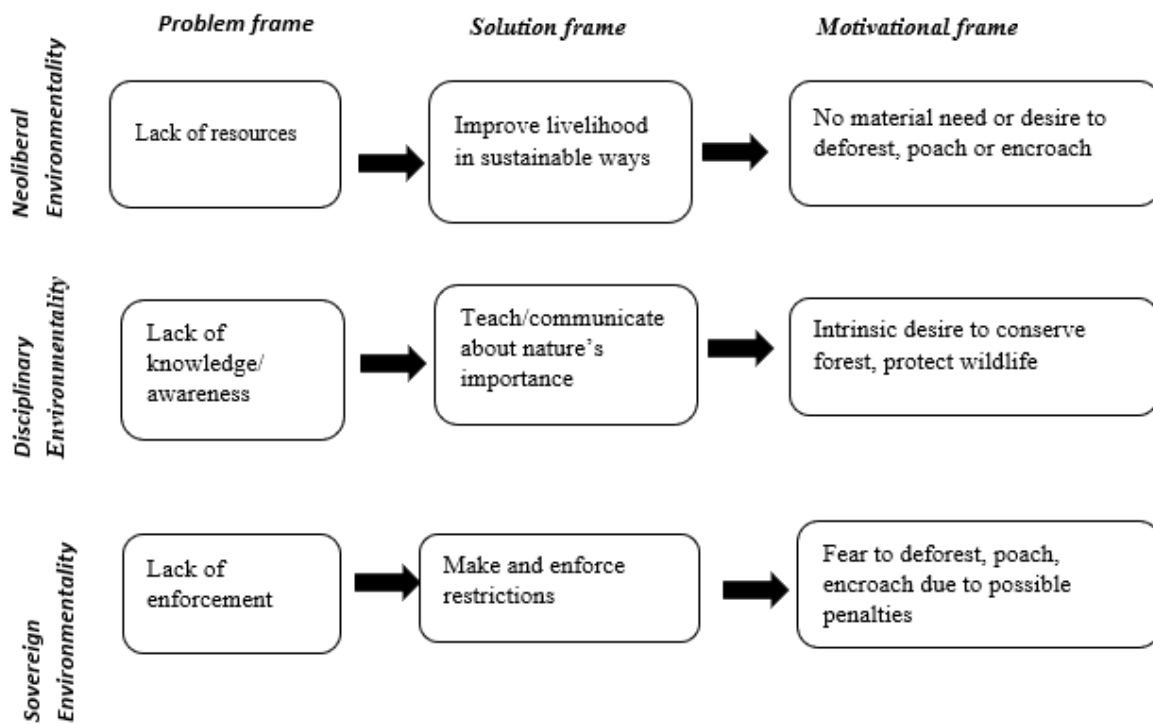 Problem frame
Solution frame
Motivational frame
Neoliberal
Environmentality
Lack of resources
Improve livelihood
in sustainable ways
No material need or desire to
deforest, poach or encroach
Disciplinary
Environmentality
Lack of
knowledge/
awareness
Teach/communicate
about nature's
importance
Intrinsic desire to conserve
forest, protect wildlife
Sovereign
Environmentality
Lack of
enforcement
Make and enforce
restrictions
Fear to deforest, poach,
encroach due to possible
penalties